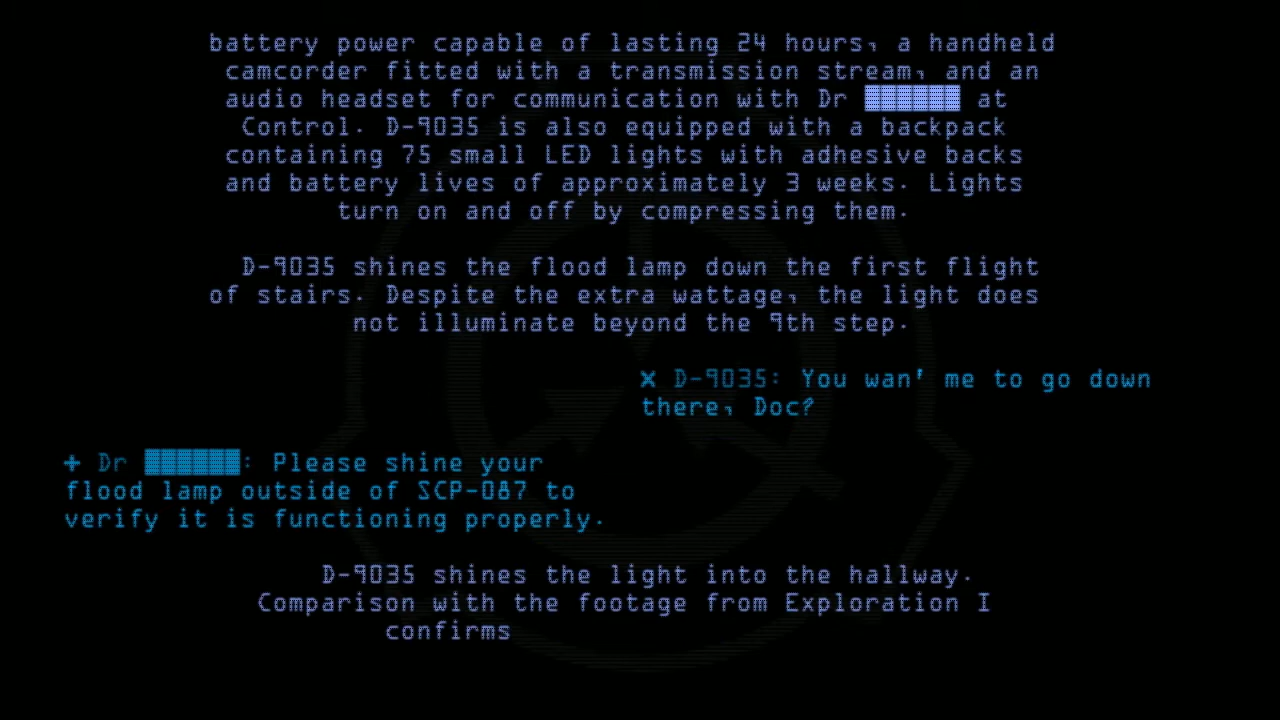 battery power capable of lasting 24 hours, a handheld
camcorder fitted with a transmission stream, and an
audio headset for communication with Dr ██████ at
Control. D-9035 is also equipped with a backpack
containing 75 small LED lights with adhesive backs
and battery lives of approximately 3 weeks. Lights
turn on and off by compressing them.
D-9035 shines the flood lamp down the first flight
of stairs. Despite the extra wattage, the light does
not illuminate beyond the 9th step.
× D-9035: You wan' me to go down
there, Doc?
+ Dr ██████: Please shine your
flood lamp outside of SCP-087 to
verify it is functioning properly.
D-9035 shines the light into the hallway.
Comparison with the footage from Exploration I
confirms